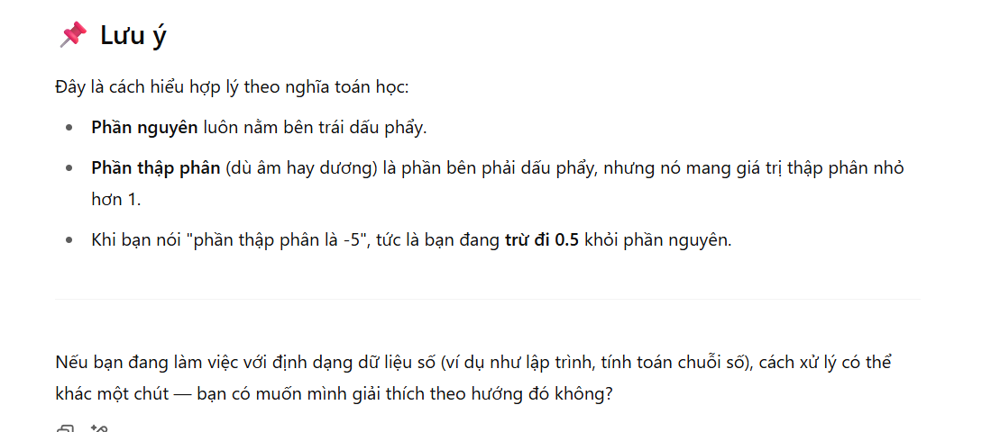 📌 Lưu ý
Đây là cách hiểu hợp lý theo nghĩa toán học:
• Phần nguyên luôn nằm bên trái dấu phẩy.
• Phần thập phân (dù âm hay dương) là phần bên phải dấu phẩy, nhưng nó mang giá trị thập phân nhỏ
hơn 1.
• Khi bạn nói "phần thập phân là -5", tức là bạn đang trừ đi 0.5 khỏi phần nguyên.
Nếu bạn đang làm việc với định dạng dữ liệu số (ví dụ như lập trình, tính toán chuỗi số), cách xử lý có thể
khác một chút — bạn có muốn mình giải thích theo hướng đó không?